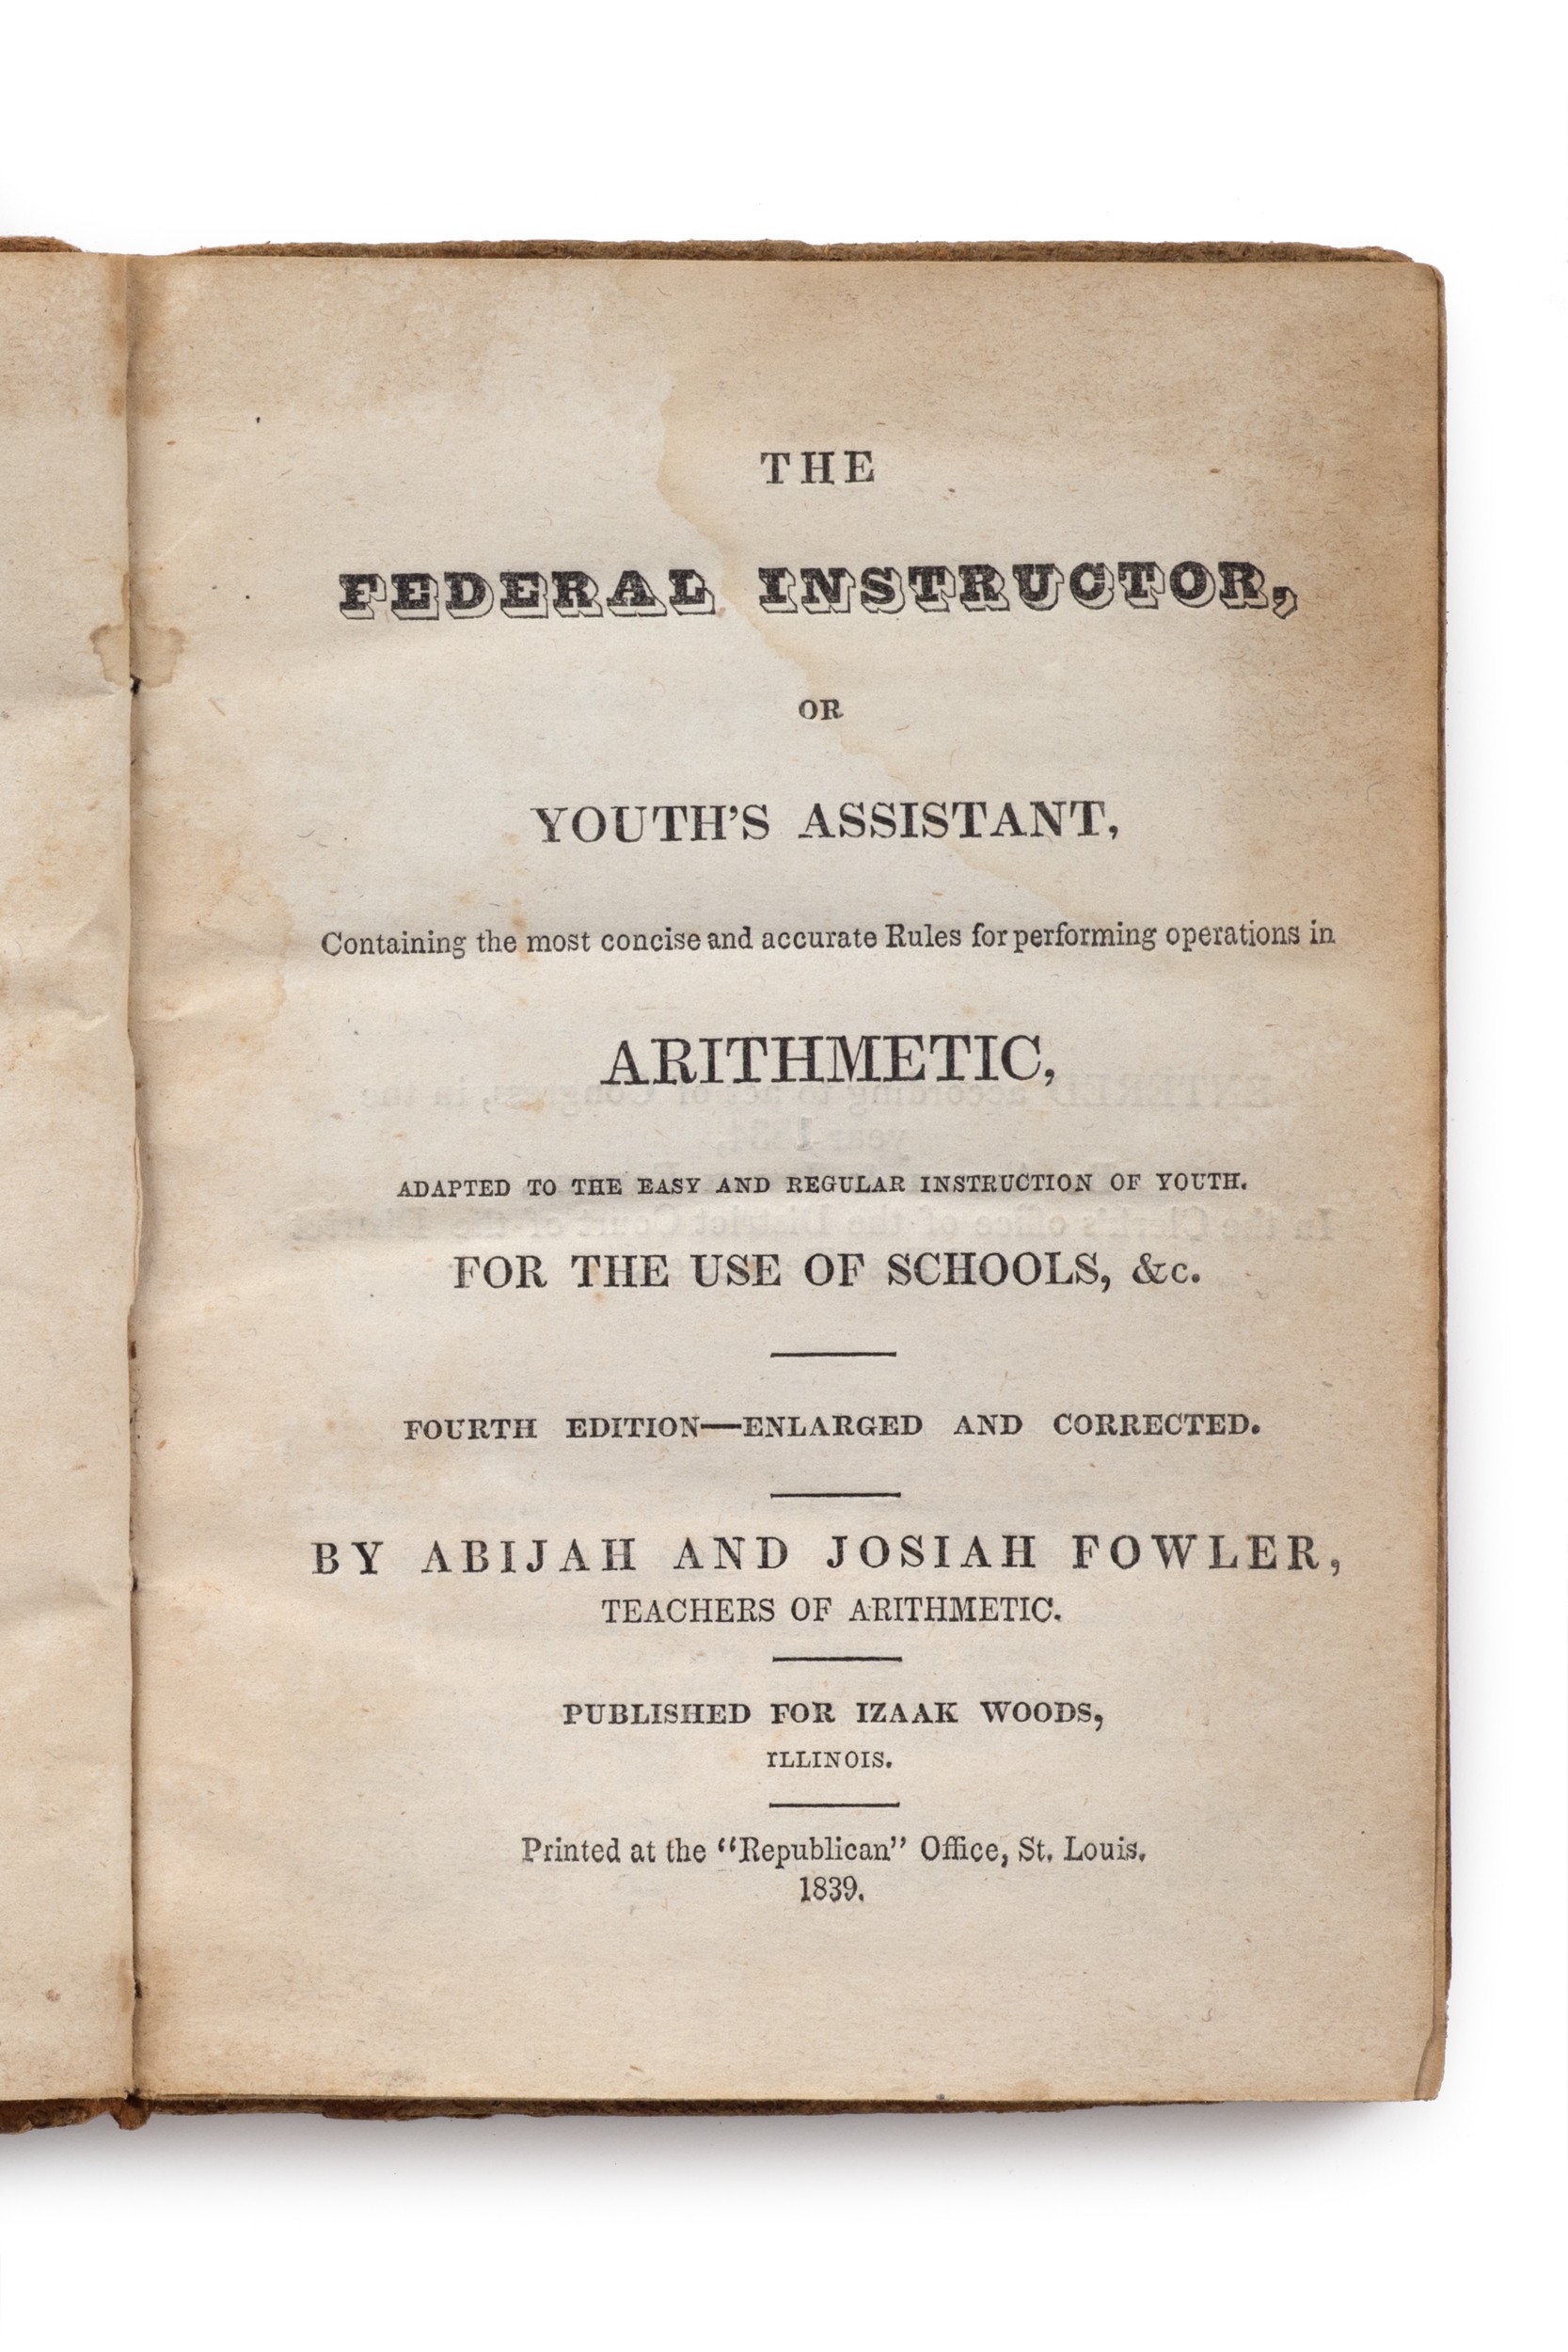 THE
FEDERAL INSTRUCTOR,
OR
YOUTH'S ASSISTANT,
Containing the most concise and accurate Rules for performing operations in
ARITHMETIC,
ADAPTED TO THE EASY AND REGULAR INSTRUCTION OF YOUTH.
FOR THE USE OF SCHOOLS, &c.
FOURTH EDITION—ENLARGED AND CORRECTED.
BY ABIJAH AND JOSIAH FOWLER,
TEACHERS OF ARITHMETIC.
PUBLISHED FOR IZAAK WOODS,
ILLINOIS.
Printed at the “Republican” Office, St. Louis.
1839.